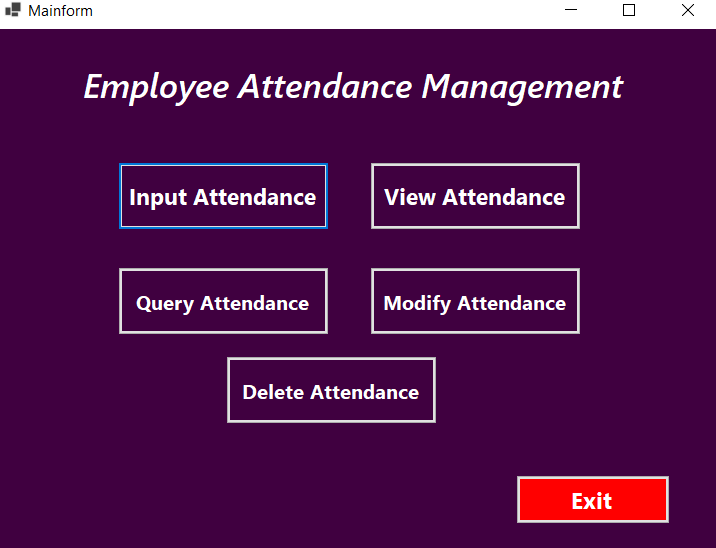 Mainform
Employee Attendance Management
Input Attendance
View Attendance
Query Attendance
Modify Attendance
Delete Attendance
Exit